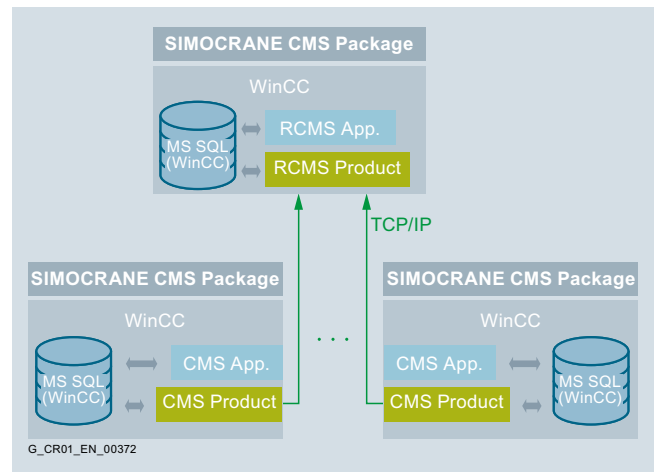 SIMOCRANE CMS Package
WinCC
RCMS App.
MS SQL
(WinCC)
RCMS Product
TCP/IP
SIMOCRANE CMS Package
WinCC
CMS App.
MS SQL
(WinCC)
CMS Product
. . .
SIMOCRANE CMS Package
WinCC
CMS App.
MS SQL
(WinCC)
CMS Product
G_CR01_EN_00372